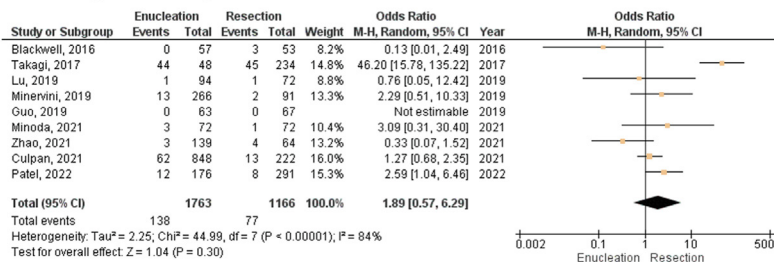 Enucleation Resection Odds Ratio Odds Ratio
Study or Subgroup Events Total Events Total Weight M-H, Random, 95% CI Year M-H, Random, 95% CI
Blackwell, 2016 0 57 3 53 8.2% 0.13 [0.01, 2.49] 2016
Takagi, 2017 44 48 45 234 14.8% 46.20 [15.78, 135.22] 2017
Lu, 2019 1 94 1 72 9.1% 0.76 [0.05, 12.42] 2019
Minervini, 2019 13 266 2 91 13.3% 2.29 [0.51, 10.33] 2019
Guo, 2019 0 63 0 67 Not estimable 2019
Minoda, 2021 3 72 1 72 10.4% 3.09 [0.31, 30.40] 2021
Zhao, 2021 3 139 4 64 12.9% 0.33 [0.07, 1.52] 2021
Culpan, 2021 62 848 13 222 16.0% 1.27 [0.68, 2.35] 2021
Patel, 2022 12 176 8 291 15.3% 2.59 [1.04, 6.46] 2022
Total (95% CI) 1763 1166 100.0% 1.89 [0.57, 6.29]
Total events 138 77
Heterogeneity: Tau² = 2.25; Chi² = 44.99, df = 7 (P < 0.00001); I² = 84%
Test for overall effect: Z = 1.04 (P = 0.30)
0.002 0.1 1 10 500
Enucleation Resection